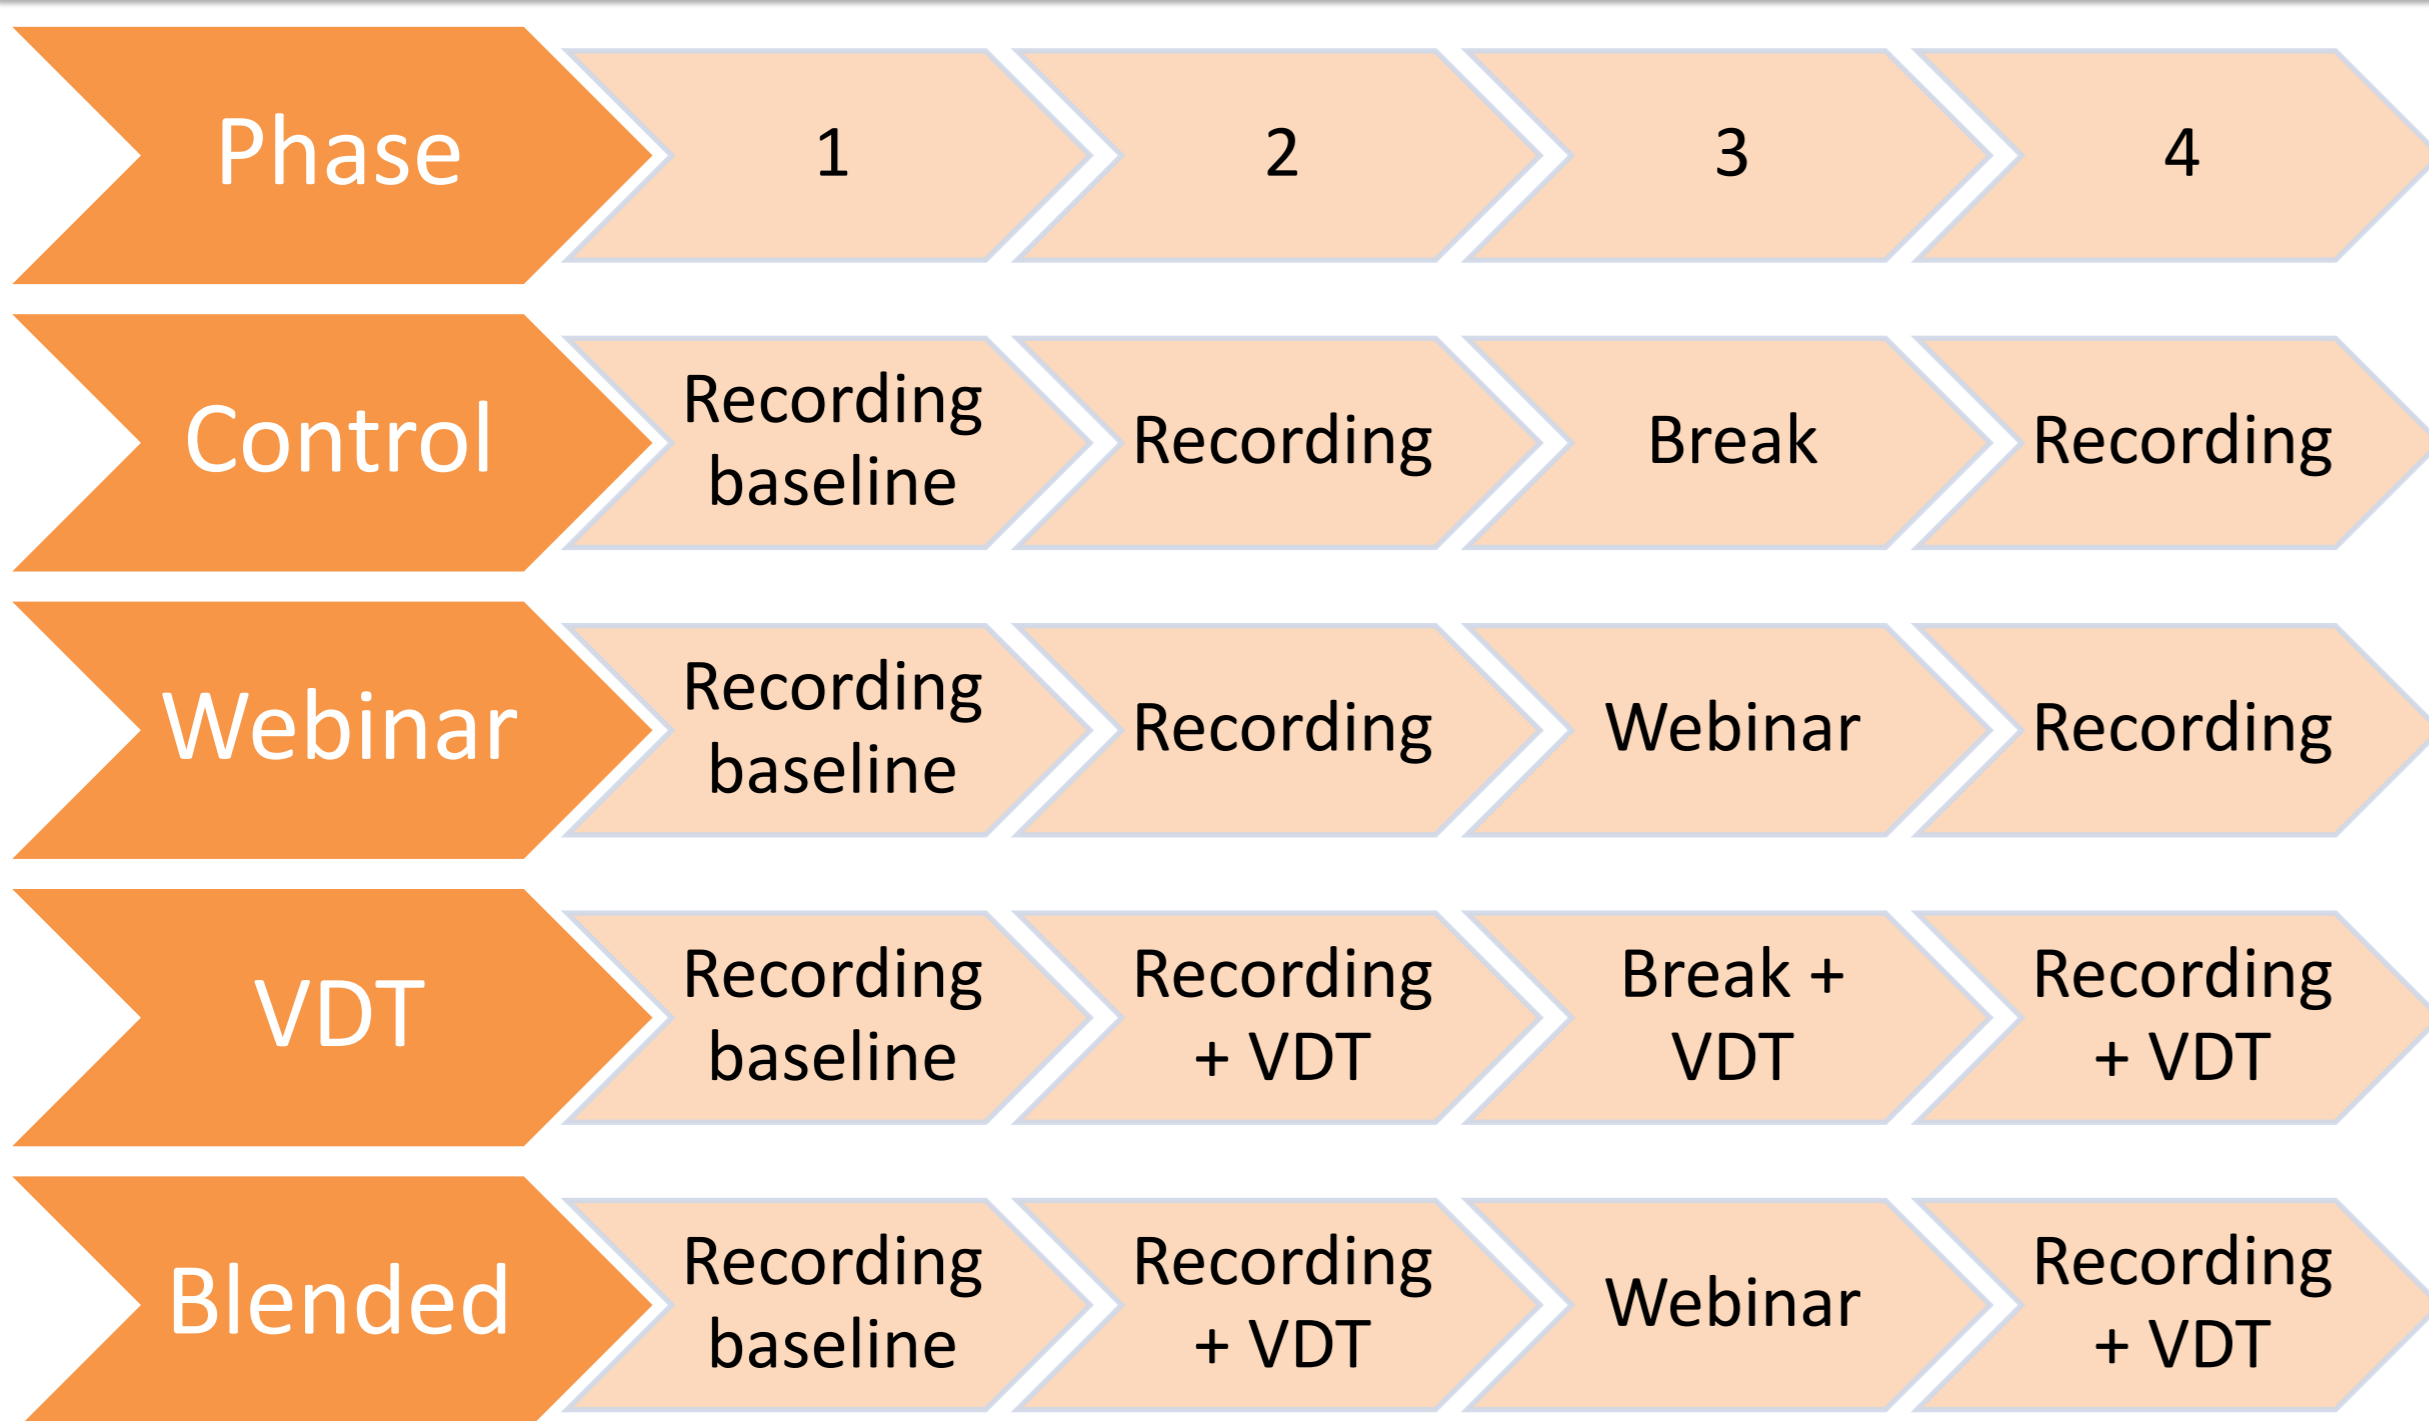 Phase
1
2
3
4
Control
Recording
baseline
Recording
Break
Recording
Webinar
Recording
baseline
Recording
Webinar
Recording
VDT
Recording
baseline
Recording
+ VDT
Break +
VDT
Recording
+ VDT
Blended
Recording
baseline
Recording
+ VDT
Webinar
Recording
+ VDT